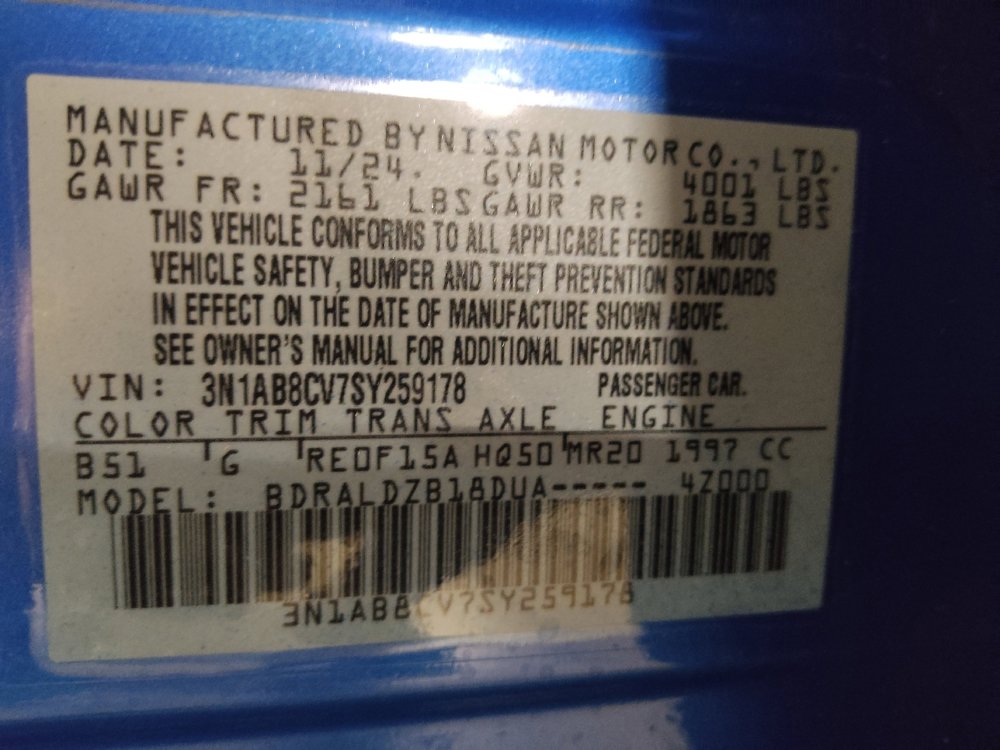 MANUFACTURED BY NISSAN MOTOR CO., LTD.
DATE: 11/24. GVWR: 4001 LBS
GAWR FR: 2161 LBS GAWR RR: 1863 LBS
THIS VEHICLE CONFORMS TO ALL APPLICABLE FEDERAL MOTOR
VEHICLE SAFETY, BUMPER AND THEFT PREVENTION STANDARDS
IN EFFECT ON THE DATE OF MANUFACTURE SHOWN ABOVE.
SEE OWNER'S MANUAL FOR ADDITIONAL INFORMATION.
VIN: 3N1AB8CV7SY259178 PASSENGER CAR.
COLOR TRIM TRANS AXLE ENGINE
B51 G RE0F15A HQ50 MR20 1997 CC
MODEL: BDRALDZB18DUA----- 4Z000
3N1AB8CV7SY259178